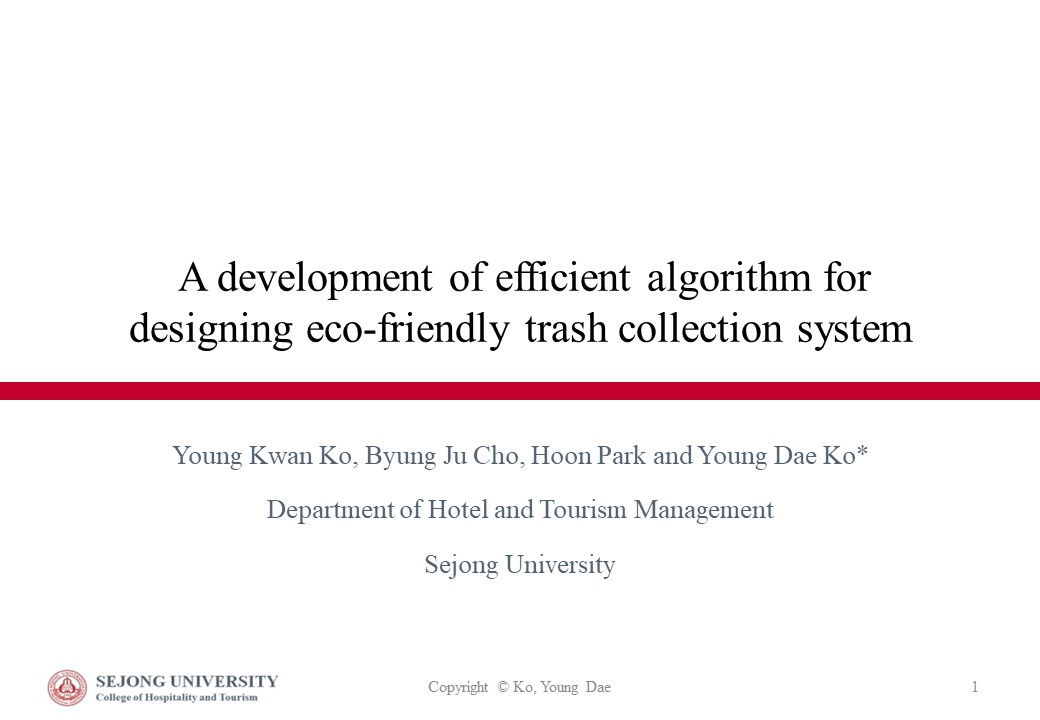 A development of efficient algorithm for
designing eco-friendly trash collection system
Young Kwan Ko, Byung Ju Cho, Hoon Park and Young Dae Ko*
Department of Hotel and Tourism Management
Sejong University
SEJONG UNIVERSITY
College of Hospitality and Tourism
Copyright © Ko, Young Dae
1